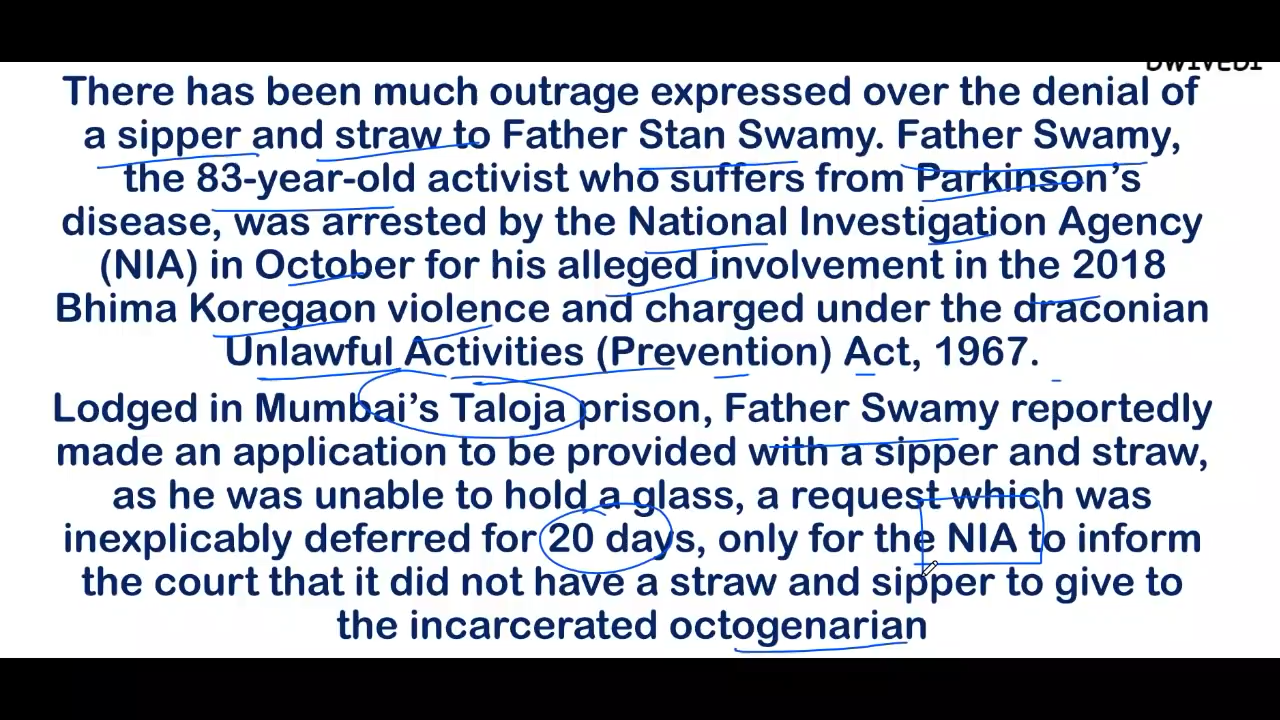 DWIVEDI
There has been much outrage expressed over the denial of
a sipper and straw to Father Stan Swamy. Father Swamy,
the 83-year-old activist who suffers from Parkinson's
disease, was arrested by the National Investigation Agency
(NIA) in October for his alleged involvement in the 2018
Bhima Koregaon violence and charged under the draconian
Unlawful Activities (Prevention) Act, 1967.
Lodged in Mumbai's Taloja prison, Father Swamy reportedly
made an application to be provided with a sipper and straw,
as he was unable to hold a glass, a request which was
inexplicably deferred for 20 days, only for the NIA to inform
the court that it did not have a straw and sipper to give to
the incarcerated octogenarian